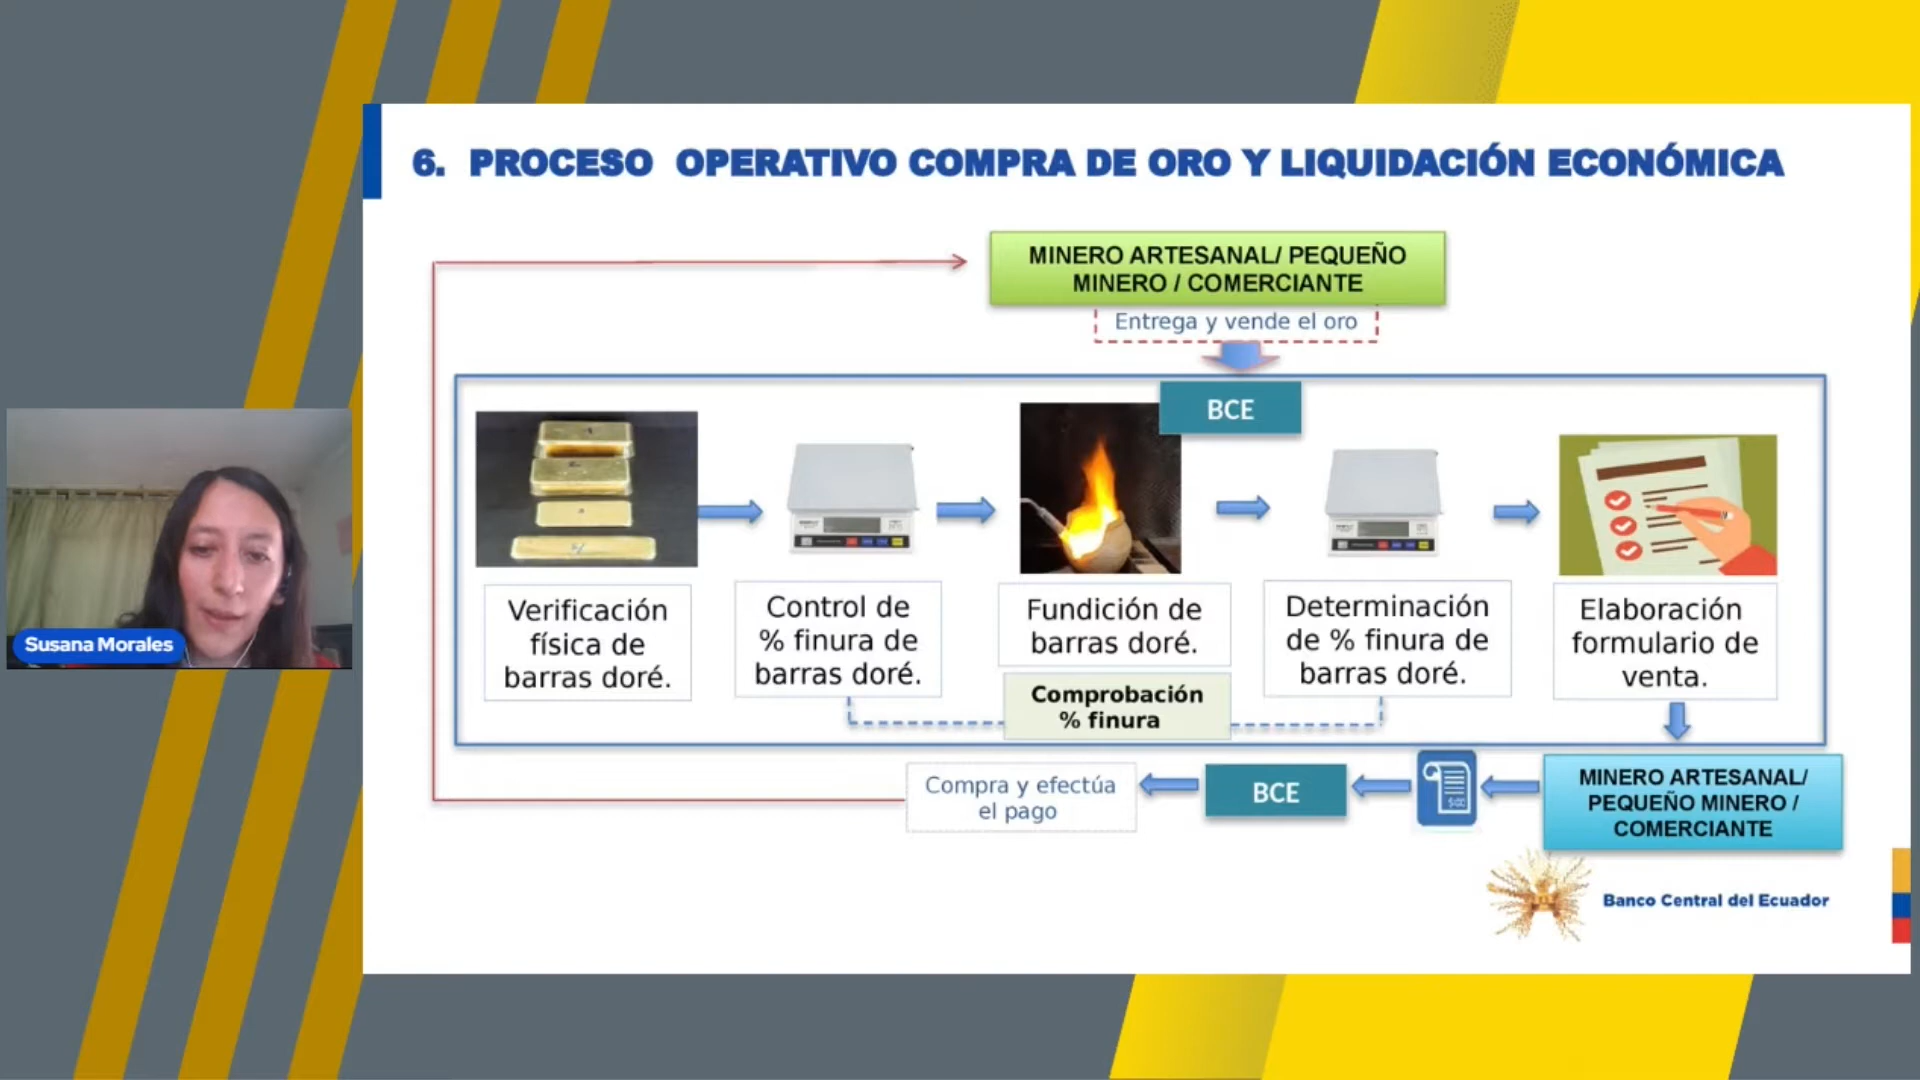 6. PROCESO OPERATIVO COMPRA DE ORO Y LIQUIDACIÓN ECONÓMICA
MINERO ARTESANAL/ PEQUEÑO
MINERO / COMERCIANTE
Entrega y vende el oro
BCE
Verificación
física de
barras doré.
Control de
% finura de
barras doré.
Fundición de
barras doré.
Determinación
de % finura de
barras doré.
Elaboración
formulario de
venta.
Comprobación
% finura
MINERO ARTESANAL/
PEQUEÑO MINERO /
COMERCIANTE
BCE
Compra y efectúa
el pago
Banco Central del Ecuador
Susana Morales